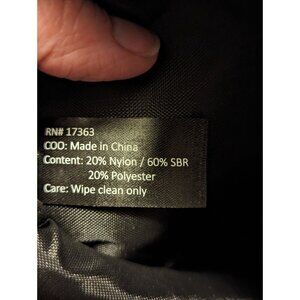 RN# 17363
COO: Made in China
Content: 20% Nylon / 60% SBR
20% Polyester
Care: Wipe clean only